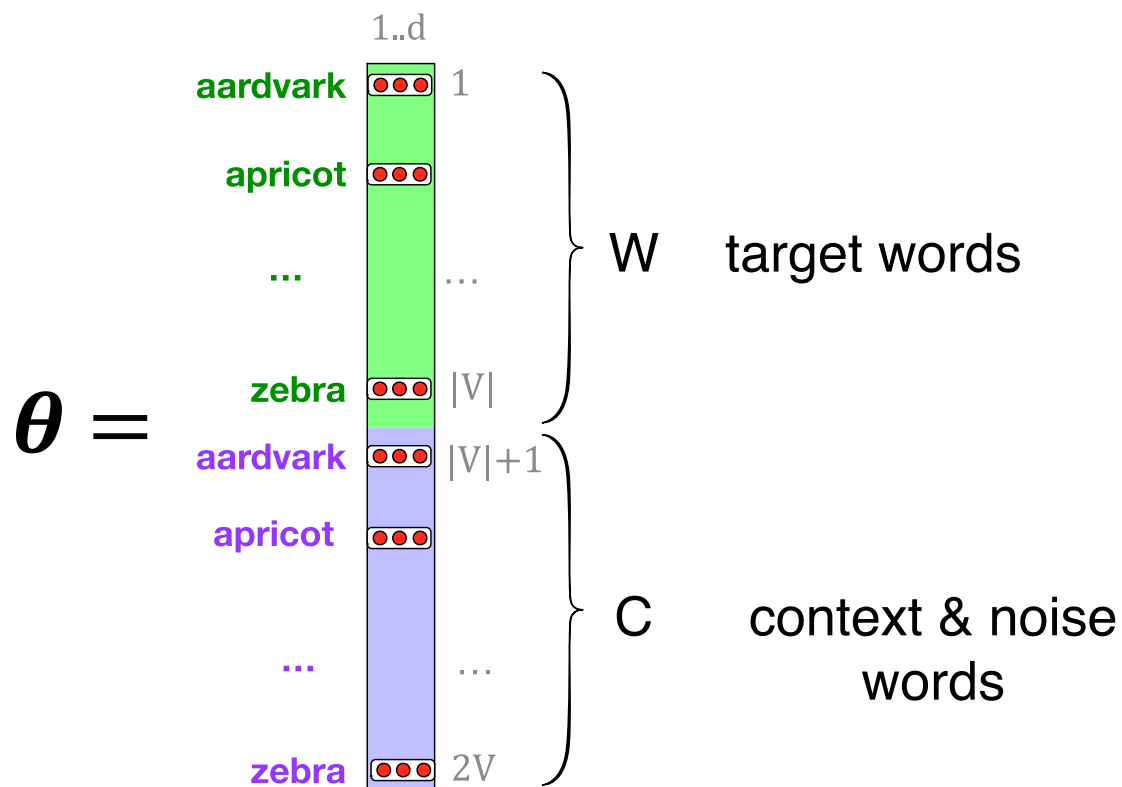 1..d
aardvark 1
apricot
... ...
zebra |V|
W target words
θ =
aardvark |V|+1
apricot
... ...
zebra 2V
C context & noise
words